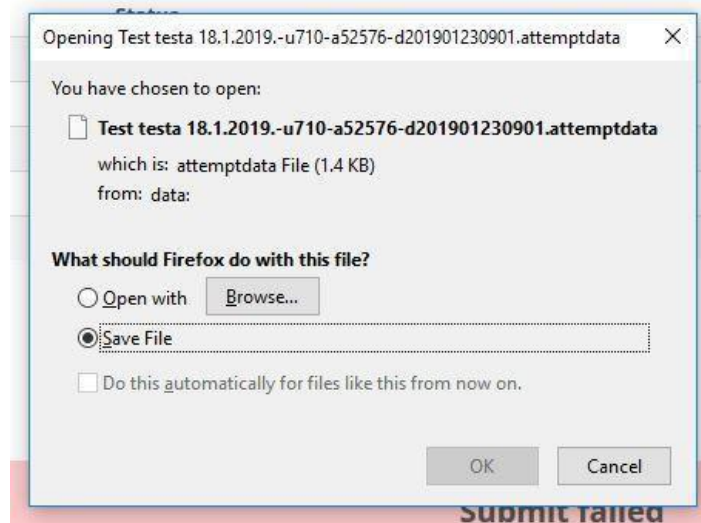 Status
Opening Test testa 18.1.2019.-u710-a52576-d201901230901.attemptdata
You have chosen to open:
Test testa 18.1.2019.-u710-a52576-d201901230901.attemptdata
which is: attemptdata File (1.4 KB)
from: data:
What should Firefox do with this file?
Open with Browse...
Save File
Do this automatically for files like this from now on.
OK Cancel
Submit failed